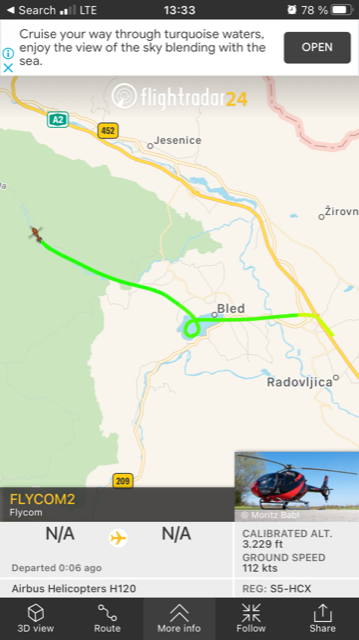 Search LTE 13:33 78 %
Cruise your way through turquoise waters,
enjoy the view of the sky blending with the
sea.
OPEN
flightradar24
A2
452
Jesenice
Žirovn
Bled
Radovljica
209
FLYCOM2
Flycom
© Moritz Babl
N/A N/A
Departed 0:06 ago
CALIBRATED ALT.
3.229 ft
GROUND SPEED
112 kts
Airbus Helicopters H120
REG: S5-HCX
3D view Route More info Follow Share